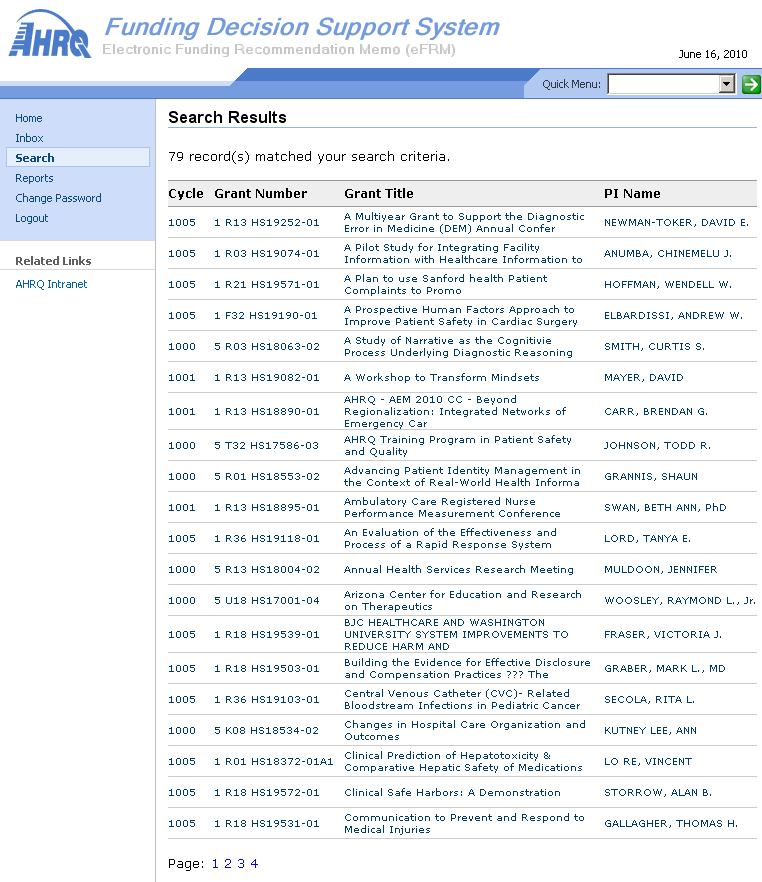 AHRQ
Funding Decision Support System
Electronic Funding Recommendation Memo (eFRM)
June 16, 2010
Quick Menu:
Home
Inbox
Search
Reports
Change Password
Logout
Related Links
AHRQ Intranet
Search Results
79 record(s) matched your search criteria.
Cycle Grant Number Grant Title PI Name
1005 1 R13 HS19252-01 A Multiyear Grant to Support the Diagnostic
Error in Medicine (DEM) Annual Confer NEWMAN-TOKER, DAVID E.
1005 1 R03 HS19074-01 A Pilot Study for Integrating Facility
Information with Healthcare Information to ANUMBA, CHINEMELU J.
1005 1 R21 HS19571-01 A Plan to use Sanford health Patient
Complaints to Promo HOFFMAN, WENDELL W.
1005 1 F32 HS19190-01 A Prospective Human Factors Approach to
Improve Patient Safety in Cardiac Surgery ELBARDISSI, ANDREW W.
1000 5 R03 HS18063-02 A Study of Narrative as the Cognitivie
Process Underlying Diagnostic Reasoning SMITH, CURTIS S.
1001 1 R13 HS19082-01 A Workshop to Transform Mindsets MAYER, DAVID
1001 1 R13 HS18890-01 AHRQ - AEM 2010 CC - Beyond
Regionalization: Integrated Networks of
Emergency Car CARR, BRENDAN G.
1000 5 T32 HS17586-03 AHRQ Training Program in Patient Safety
and Quality JOHNSON, TODD R.
1000 5 R01 HS18553-02 Advancing Patient Identity Management in
the Context of Real-World Health Informa GRANNIS, SHAUN
1001 1 R13 HS18895-01 Ambulatory Care Registered Nurse
Performance Measurement Conference SWAN, BETH ANN, PhD
1005 1 R36 HS19118-01 An Evaluation of the Effectiveness and
Process of a Rapid Response System LORD, TANYA E.
1000 5 R13 HS18004-02 Annual Health Services Research Meeting MULDOON, JENNIFER
1000 5 U18 HS17001-04 Arizona Center for Education and Research
on Therapeutics WOOSLEY, RAYMOND L., Jr.
1005 1 R18 HS19539-01 BJC HEALTHCARE AND WASHINGTON
UNIVERSITY SYSTEM IMPROVEMENTS TO
REDUCE HARM AND FRASER, VICTORIA J.
1005 1 R18 HS19503-01 Building the Evidence for Effective Disclosure
and Compensation Practices ??? The GRABER, MARK L., MD
1005 1 R36 HS19103-01 Central Venous Catheter (CVC)- Related
Bloodstream Infections in Pediatric Cancer SECOLA, RITA L.
1000 5 K08 HS18534-02 Changes in Hospital Care Organization and
Outcomes KUTNEY LEE, ANN
1005 1 R01 HS18372-01A1 Clinical Prediction of Hepatotoxicity &
Comparative Hepatic Safety of Medications LO RE, VINCENT
1005 1 R18 HS19572-01 Clinical Safe Harbors: A Demonstration STORROW, ALAN B.
1005 1 R18 HS19531-01 Communication to Prevent and Respond to
Medical Injuries GALLAGHER, THOMAS H.
Page: 1 2 3 4